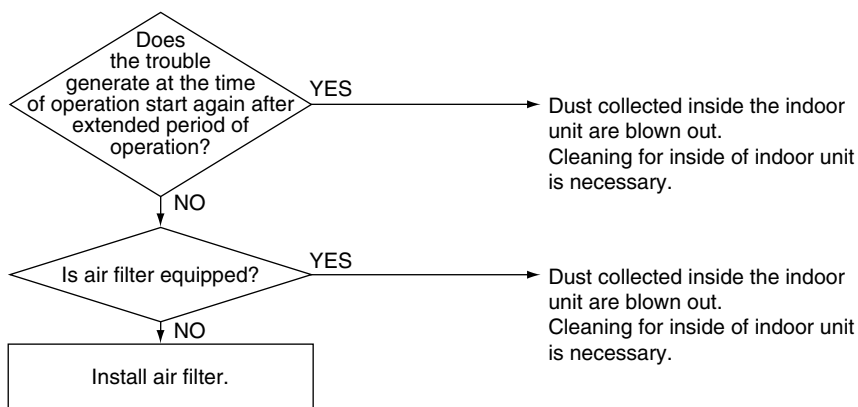 Does
the trouble
generate at the time
of operation start again after
extended period of
operation?
YES
Dust collected inside the indoor
unit are blown out.
Cleaning for inside of indoor unit
is necessary.
NO
Is air filter equipped?
YES
Dust collected inside the indoor
unit are blown out.
Cleaning for inside of indoor unit
is necessary.
NO
Install air filter.